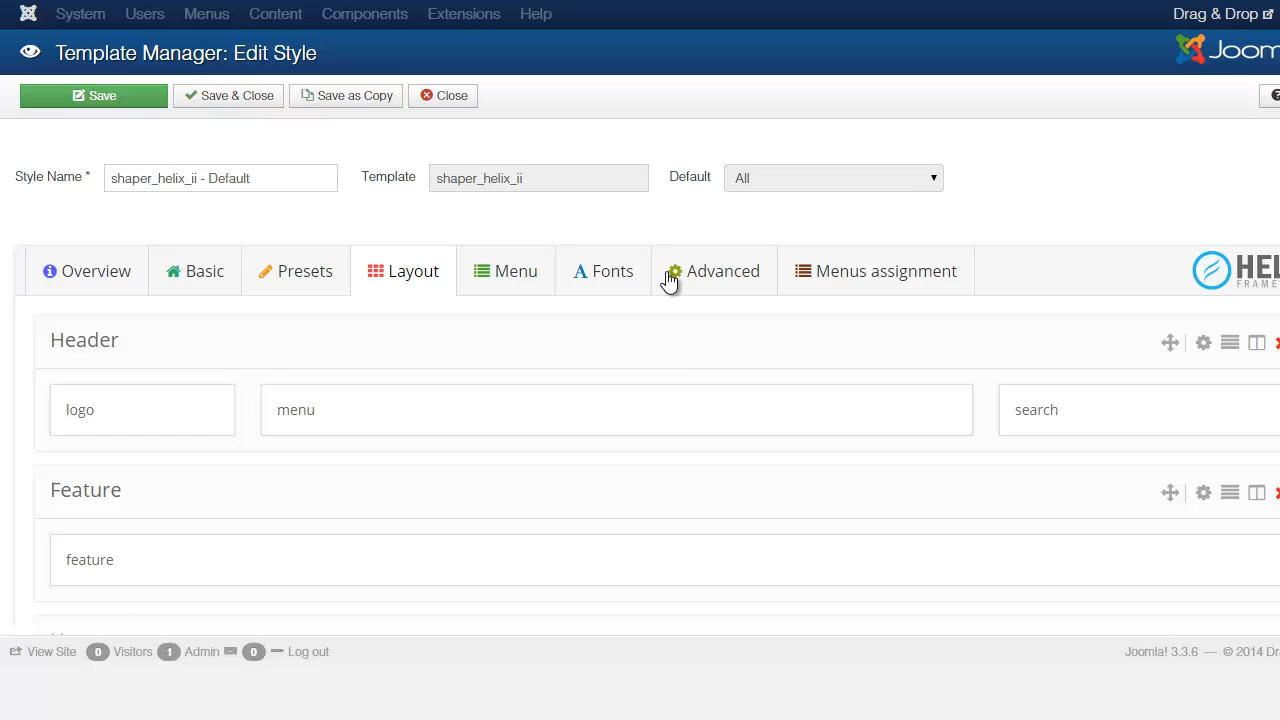 System Users Menus Content Components Extensions Help Drag & Drop
Template Manager: Edit Style
Save Save & Close Save as Copy Close
Style Name * shaper_helix_ii - Default Template shaper_helix_ii Default All
Overview Basic Presets Layout Menu Fonts Advanced Menus assignment
Header
logo menu search
Feature
feature
View Site 0 Visitors 1 Admin 0 Log out Joomla! 3.3.6 — © 2014